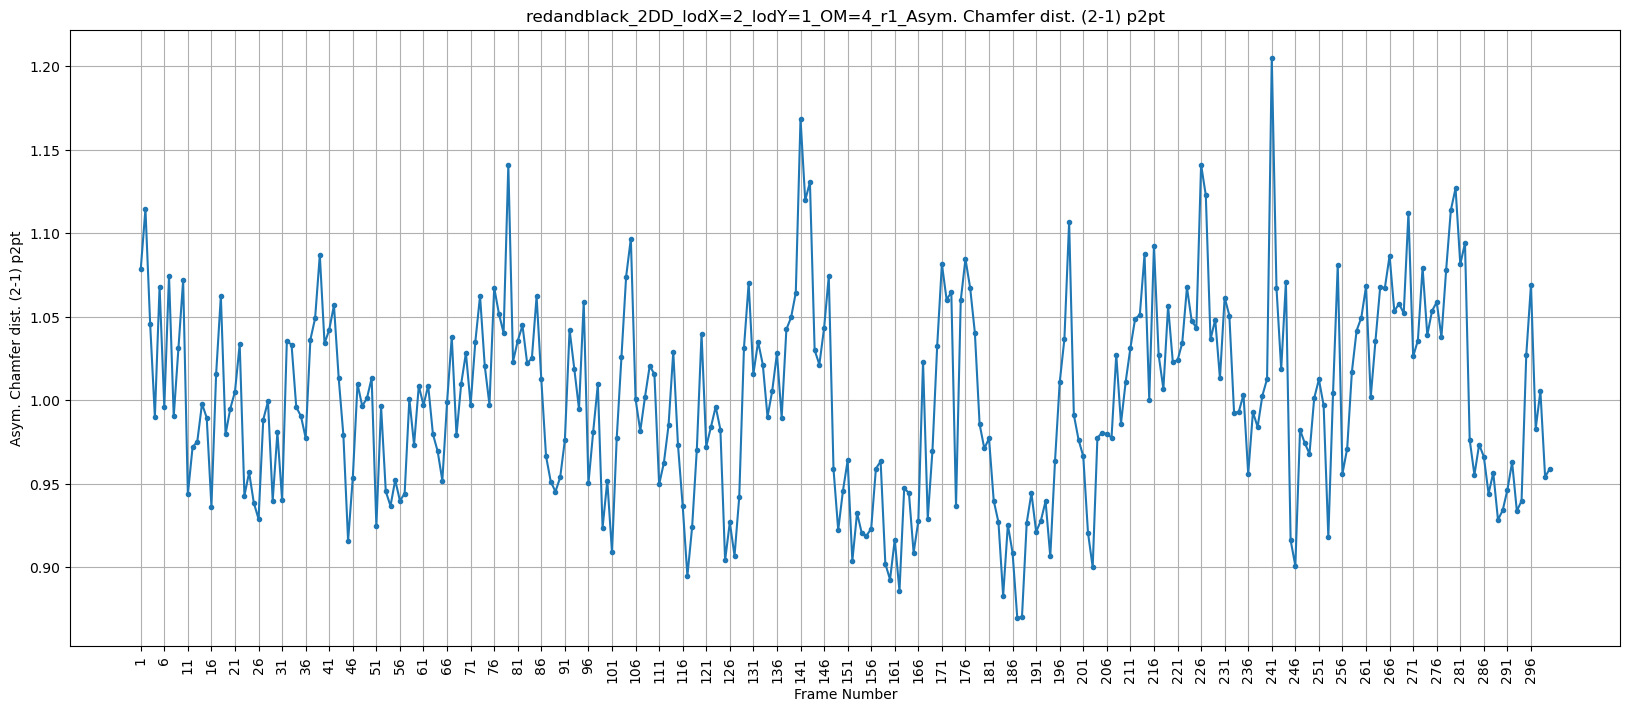 redandblack_2DD_lodX=2_lodY=1_OM=4_r1_Asym. Chamfer dist. (2-1) p2pt
Asym. Chamfer dist. (2-1) p2pt
1.20
1.15
1.10
1.05
1.00
0.95
0.90
1 6 11 16 21 26 31 36 41 46 51 56 61 66 71 76 81 86 91 96 101 106 111 116 121 126 131 136 141 146 151 156 161 166 171 176 181 186 191 196 201 206 211 216 221 226 231 236 241 246 251 256 261 266 271 276 281 286 291 296
Frame Number